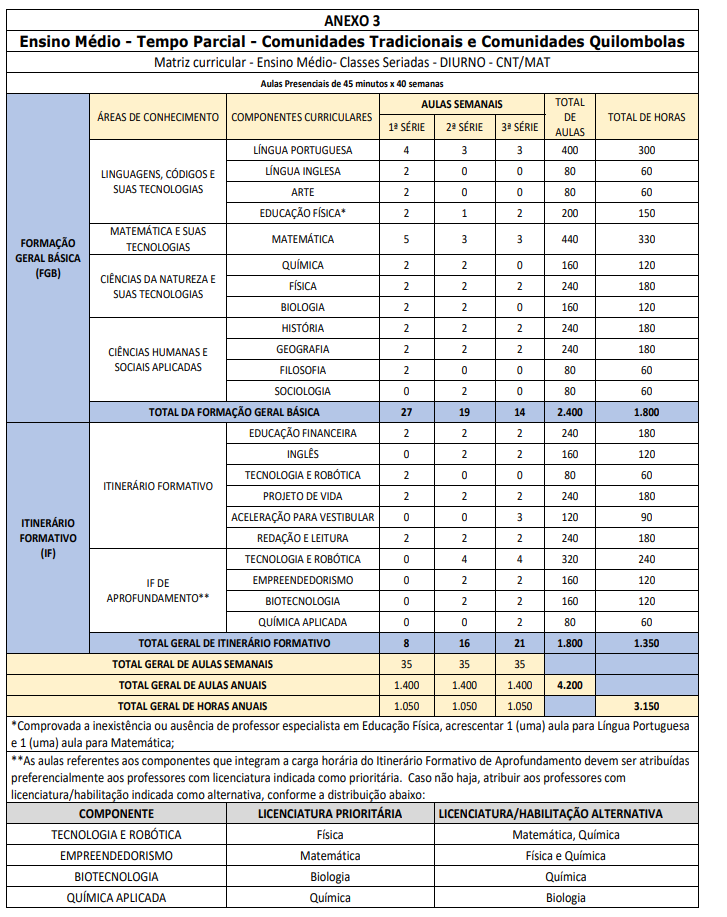 ANEXO 3
Ensino Médio - Tempo Parcial - Comunidades Tradicionais e Comunidades Quilombolas
Matriz curricular - Ensino Médio- Classes Seriadas - DIURNO - CNT/MAT
Aulas Presenciais de 45 minutos x 40 semanas
ÁREAS DE CONHECIMENTO COMPONENTES CURRICULARES AULAS SEMANAIS TOTAL DE AULAS TOTAL DE HORAS
1ª SÉRIE 2ª SÉRIE 3ª SÉRIE
FORMAÇÃO GERAL BÁSICA (FGB)
LINGUAGENS, CÓDIGOS E SUAS TECNOLOGIAS
LÍNGUA PORTUGUESA 4 3 3 400 300
LÍNGUA INGLESA 2 0 0 80 60
ARTE 2 0 0 80 60
EDUCAÇÃO FÍSICA* 2 1 2 200 150
MATEMÁTICA E SUAS TECNOLOGIAS
MATEMÁTICA 5 3 3 440 330
CIÊNCIAS DA NATUREZA E SUAS TECNOLOGIAS
QUÍMICA 2 2 0 160 120
FÍSICA 2 2 2 240 180
BIOLOGIA 2 2 0 160 120
CIÊNCIAS HUMANAS E SOCIAIS APLICADAS
HISTÓRIA 2 2 2 240 180
GEOGRAFIA 2 2 2 240 180
FILOSOFIA 2 0 0 80 60
SOCIOLOGIA 0 2 0 80 60
TOTAL DA FORMAÇÃO GERAL BÁSICA 27 19 14 2.400 1.800
ITINERÁRIO FORMATIVO (IF)
ITINERÁRIO FORMATIVO
EDUCAÇÃO FINANCEIRA 2 2 2 240 180
INGLÊS 0 2 2 160 120
TECNOLOGIA E ROBÓTICA 2 0 0 80 60
PROJETO DE VIDA 2 2 2 240 180
ACELERAÇÃO PARA VESTIBULAR 0 0 3 120 90
REDAÇÃO E LEITURA 2 2 2 240 180
IF DE APROFUNDAMENTO**
TECNOLOGIA E ROBÓTICA 0 4 4 320 240
EMPREENDEDORISMO 0 2 2 160 120
BIOTECNOLOGIA 0 2 2 160 120
QUÍMICA APLICADA 0 0 2 80 60
TOTAL GERAL DE ITINERÁRIO FORMATIVO 8 16 21 1.800 1.350
TOTAL GERAL DE AULAS SEMANAIS 35 35 35
TOTAL GERAL DE AULAS ANUAIS 1.400 1.400 1.400 4.200
TOTAL GERAL DE HORAS ANUAIS 1.050 1.050 1.050 3.150
*Comprovada a inexistência ou ausência de professor especialista em Educação Física, acrescentar 1 (uma) aula para Língua Portuguesa
e 1 (uma) aula para Matemática;
**As aulas referentes aos componentes que integram a carga horária do Itinerário Formativo de Aprofundamento devem ser atribuídas
preferencialmente aos professores com licenciatura indicada como prioritária. Caso não haja, atribuir aos professores com
licenciatura/habilitação indicada como alternativa, conforme a distribuição abaixo:
COMPONENTE LICENCIATURA PRIORITÁRIA LICENCIATURA/HABILITAÇÃO ALTERNATIVA
TECNOLOGIA E ROBÓTICA Física Matemática, Química
EMPREENDEDORISMO Matemática Física e Química
BIOTECNOLOGIA Biologia Química
QUÍMICA APLICADA Química Biologia